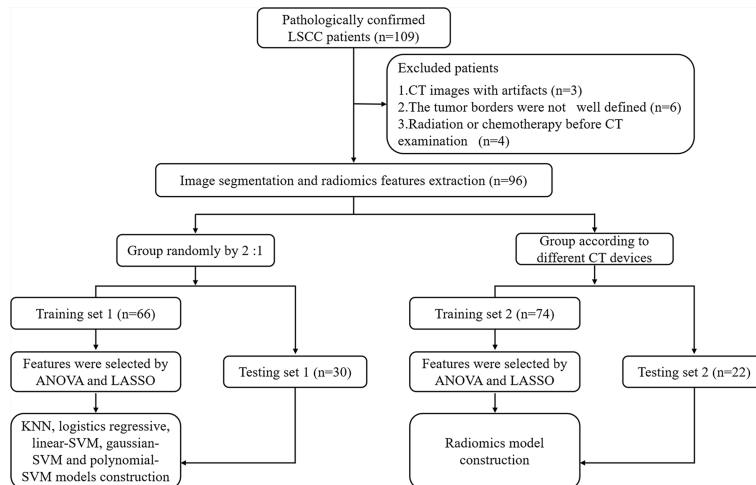 Pathologically confirmed
LSCC patients (n=109)
Excluded patients
1.CT images with artifacts (n=3)
2.The tumor borders were not well defined (n=6)
3.Radiation or chemotherapy before CT
examination (n=4)
Image segmentation and radiomics features extraction (n=96)
Group randomly by 2 :1
Group according to
different CT devices
Training set 1 (n=66)
Features were selected by
ANOVA and LASSO
Testing set 1 (n=30)
KNN, logistics regressive,
linear-SVM, gaussian-
SVM and polynomial-
SVM models construction
Training set 2 (n=74)
Features were selected by
ANOVA and LASSO
Testing set 2 (n=22)
Radiomics model
construction